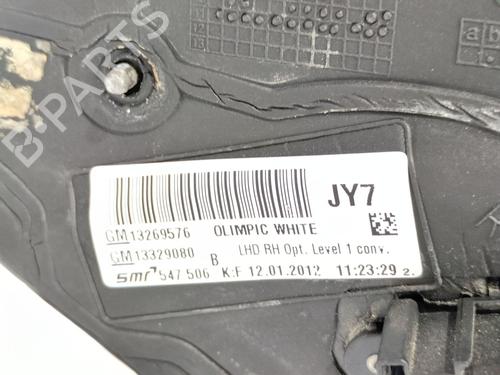 B-PARTS
a b
GM13269576 OLIMPIC WHITE JY7
GM13329080 B LHD RH Opt. Level 1 conv.
smr 547 506 K:F 12.01.2012 11:23:29 2.